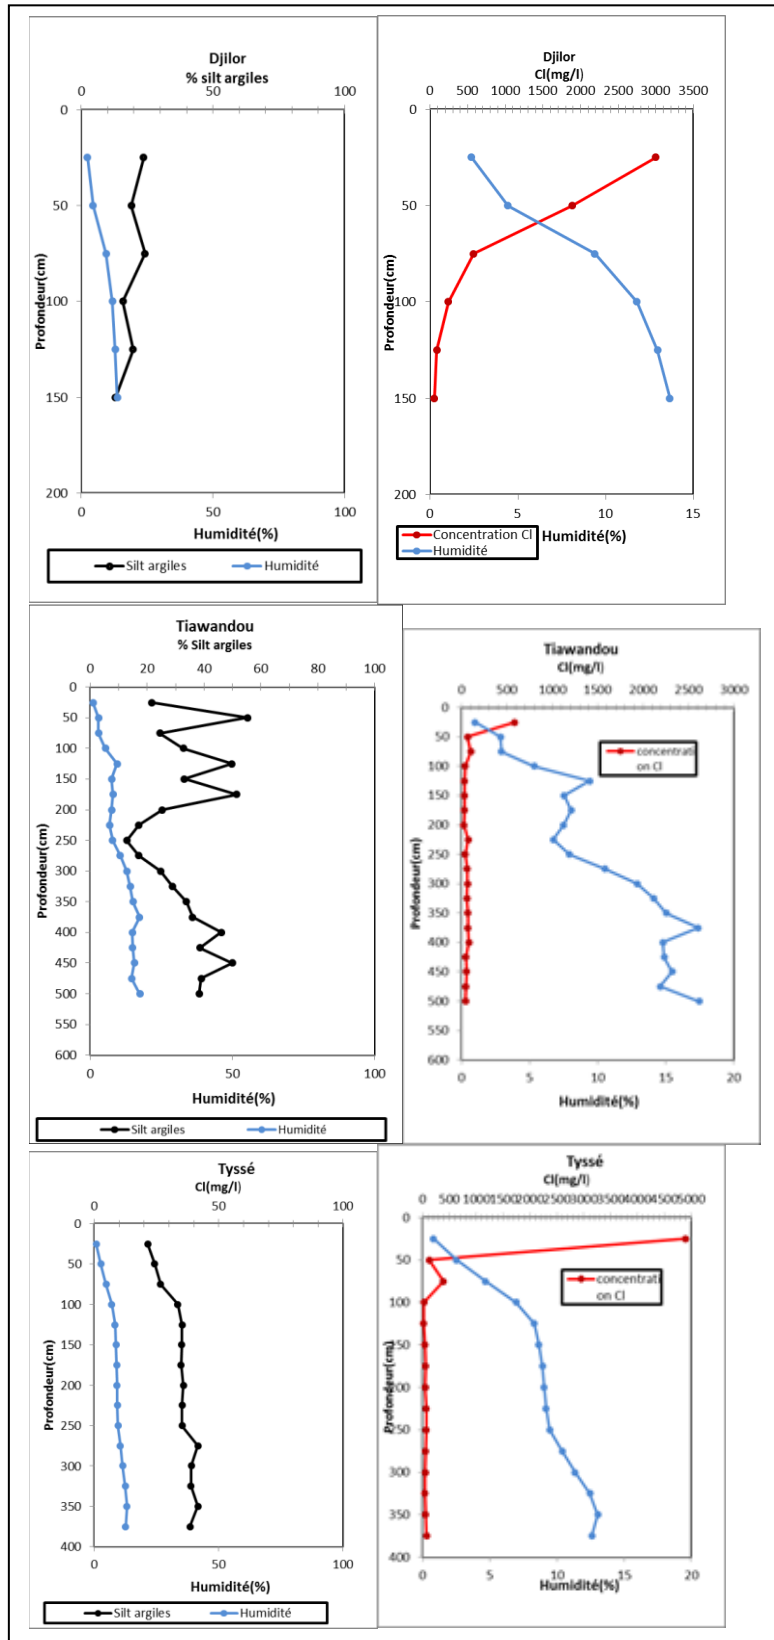 Djilor
% silt argiles
0 50 100
0
50
100
150
200
Profondeur(cm)
0 50 100
Humidité(%)
Silt argiles Humidité
Djilor
Cl(mg/l)
0 500 1000 1500 2000 2500 3000 3500
0
50
100
150
200
Profondeur(cm)
0 5 10 15
Humidité(%)
Concentration Cl
Humidité
Tiawandou
% Silt argiles
0 20 40 60 80 100
0
50
100
150
200
250
300
350
400
450
500
550
600
Profondeur(cm)
0 50 100
Humidité(%)
Silt argiles Humidité
Tiawandou
Cl(mg/l)
0 500 1000 1500 2000 2500 3000
0
50
100
150
200
250
300
350
400
450
500
550
600
Profondeur(cm)
concentrati
on Cl
0 5 10 15 20
Humidité(%)
Tyssé
Cl(mg/l)
0 100
0
50
100
150
200
250
300
350
400
Profondeur(cm)
0 50 100
Humidité(%)
Silt argiles Humidité
Tyssé
Cl(mg/l)
0 500 1000 1500 2000 2500 3000 3500 4000 4500 5000
0
50
100
150
200
250
300
350
400
Profondeur(cm)
concentrati
on Cl
0 5 10 15 20
Humidité(%)